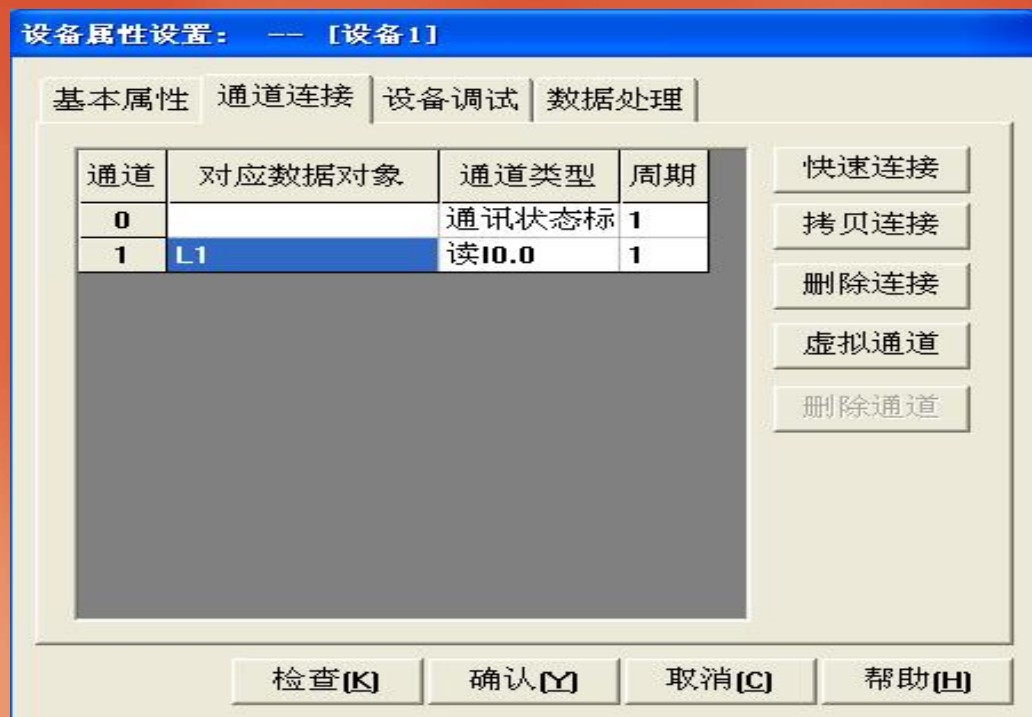 设备属性设置： -- [设备1]
基本属性 通道连接 设备调试 数据处理
通道 对应数据对象 通道类型 周期
0 通讯状态标 1
1 L1 读I0.0 1
快速连接
拷贝连接
删除连接
虚拟通道
删除通道
检查(K) 确认(Y) 取消(C) 帮助(H)